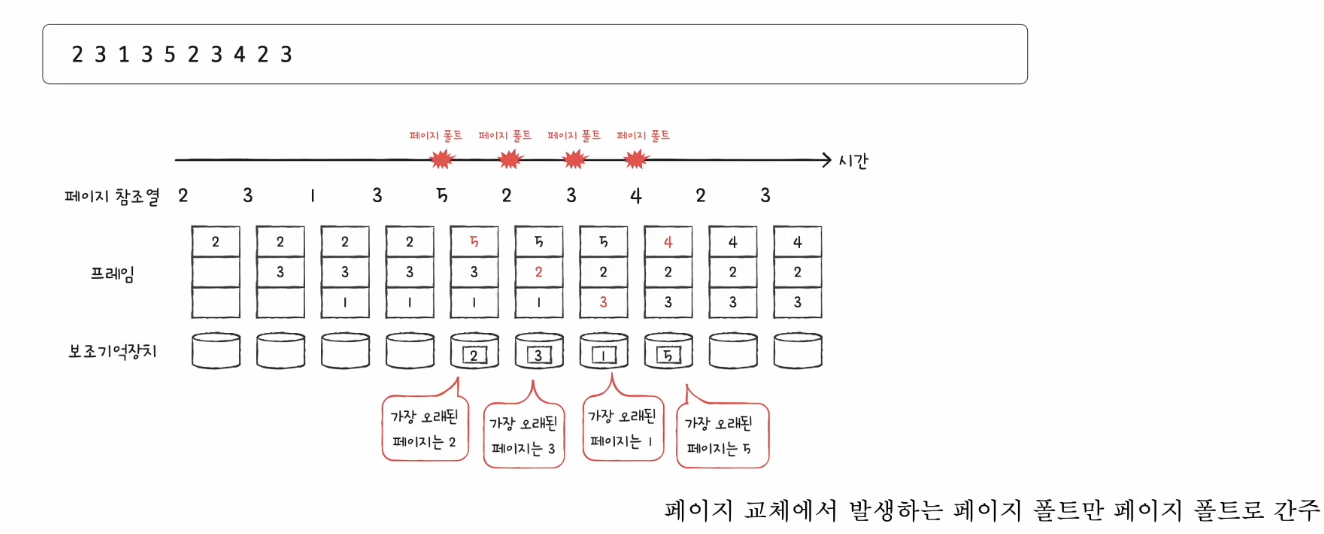 2 3 1 3 5 2 3 4 2 3
페이지 폴트 페이지 폴트 페이지 폴트 페이지 폴트
시간
페이지 참조열 2 3 1 3 5 2 3 4 2 3
2 2 2 2 5 5 5 4 4 4
프레임 3 3 3 3 2 2 2 2 2
1 1 1 1 3 3 3 3
보조기억장치 2 3 1 5
가장 오래된
페이지는 2
가장 오래된
페이지는 3
가장 오래된
페이지는 1
가장 오래된
페이지는 5
페이지 교체에서 발생하는 페이지 폴트만 페이지 폴트로 간주